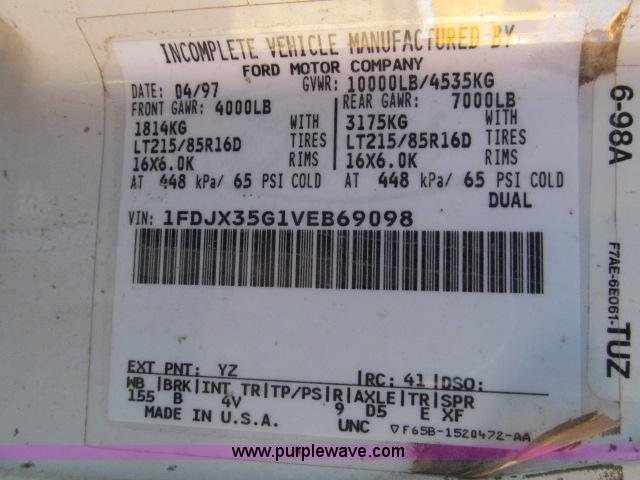 INCOMPLETE VEHICLE MANUFACTURED BY
FORD MOTOR COMPANY
DATE: 04/97 GVWR: 10000LB/4535KG
FRONT GAWR: 4000LB REAR GAWR: 7000LB
1814KG WITH 3175KG WITH
LT215/85R16D TIRES LT215/85R16D TIRES
16X6.0K RIMS 16X6.0K RIMS
AT 448 kPa/ 65 PSI COLD AT 448 kPa/ 65 PSI COLD
DUAL
VIN: 1FDJX35G1VEB69098
EXT PNT: YZ RC: 41 DSO:
WB BRK INT TR TP/PS R AXLE TR SPR
155 B 4V 9 D5 E XF
MADE IN U.S.A. UNC ▽F65B-1520472-AA
6-98A
F7AE-6E061-TUZ
www.purplewave.com